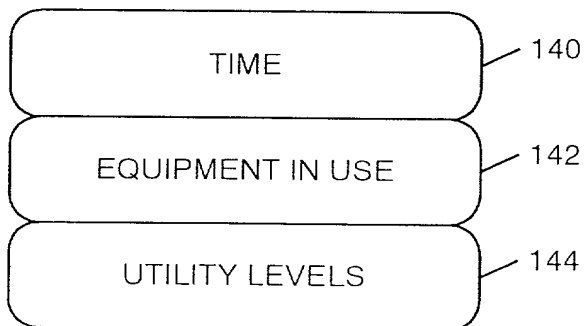 TIME 140
EQUIPMENT IN USE 142
UTILITY LEVELS 144